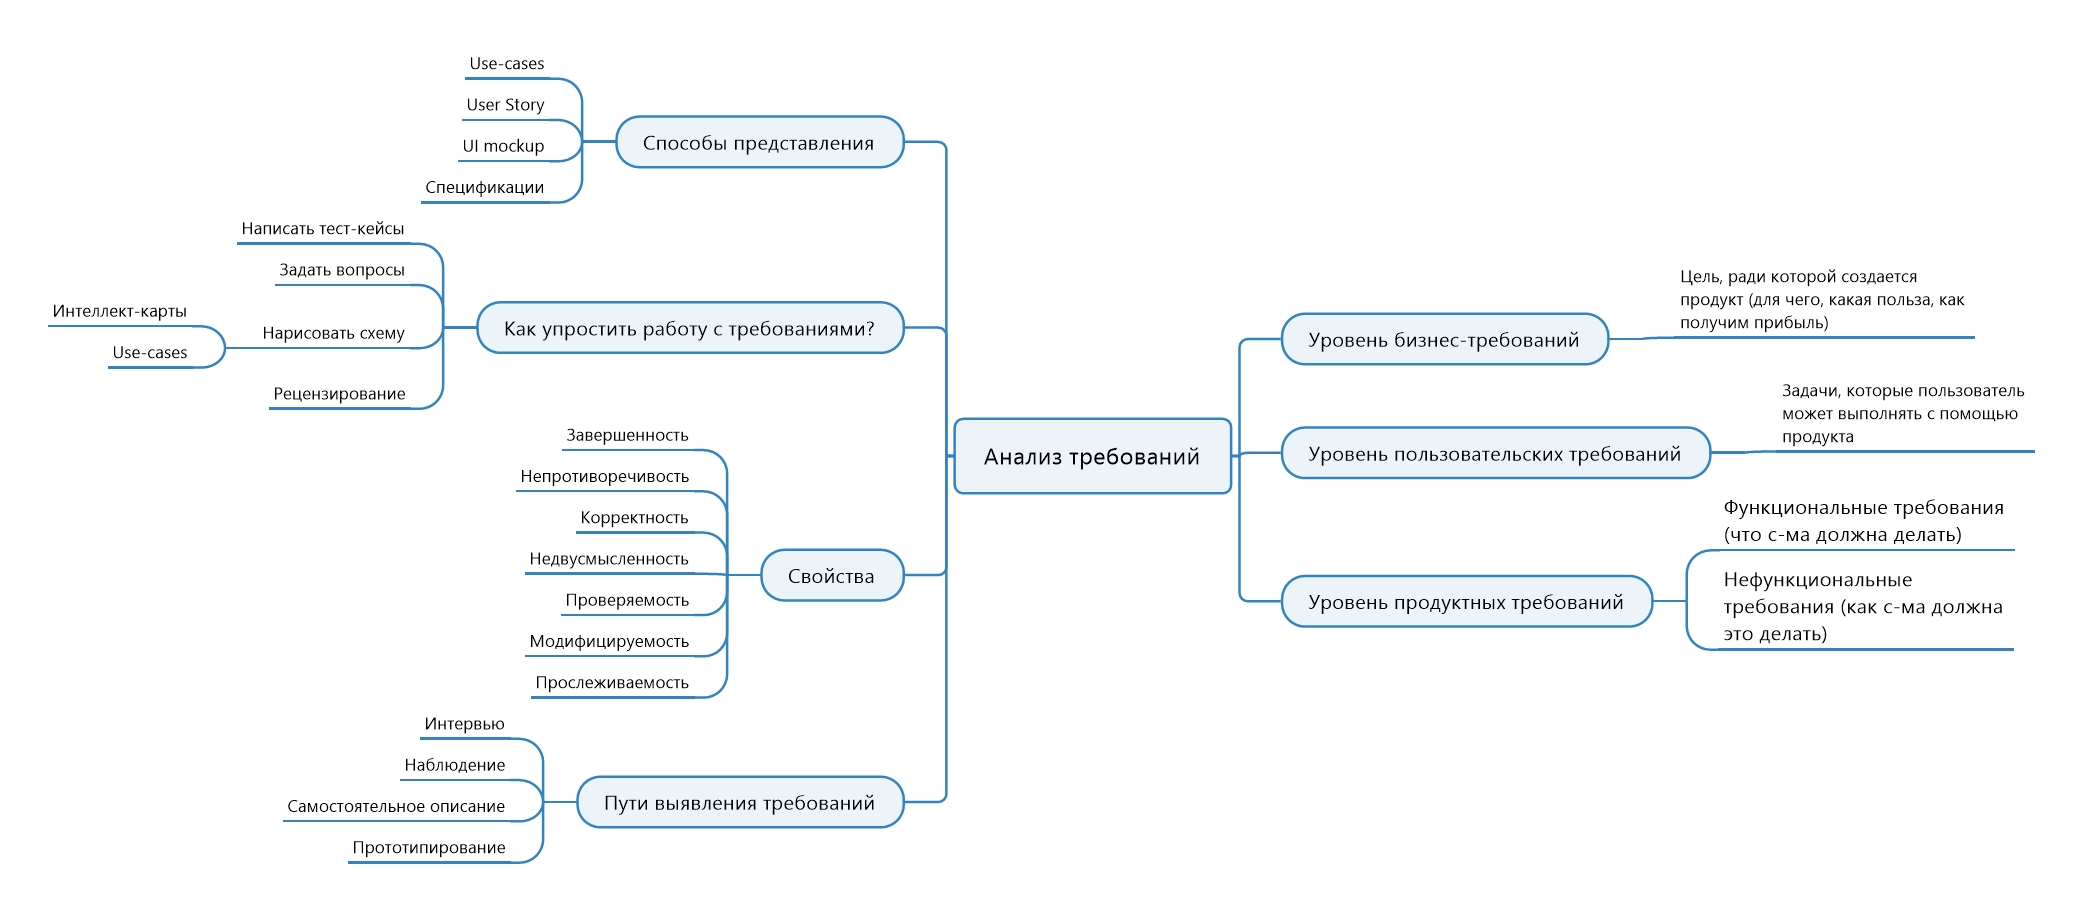 Use-cases
User Story
UI mockup
Спецификации
Способы представления
Написать тест-кейсы
Задать вопросы
Интеллект-карты
Use-cases
Нарисовать схему
Рецензирование
Как упростить работу с требованиями?
Завершенность
Непротиворечивость
Корректность
Недвусмысленность
Проверяемость
Модифицируемость
Прослеживаемость
Свойства
Интервью
Наблюдение
Самостоятельное описание
Прототипирование
Пути выявления требований
Анализ требований
Уровень бизнес-требований
Цель, ради которой создается
продукт (для чего, какая польза, как
получим прибыль)
Уровень пользовательских требований
Задачи, которые пользователь
может выполнять с помощью
продукта
Уровень продуктных требований
Функциональные требования
(что с-ма должна делать)
Нефункциональные
требования (как с-ма должна
это делать)